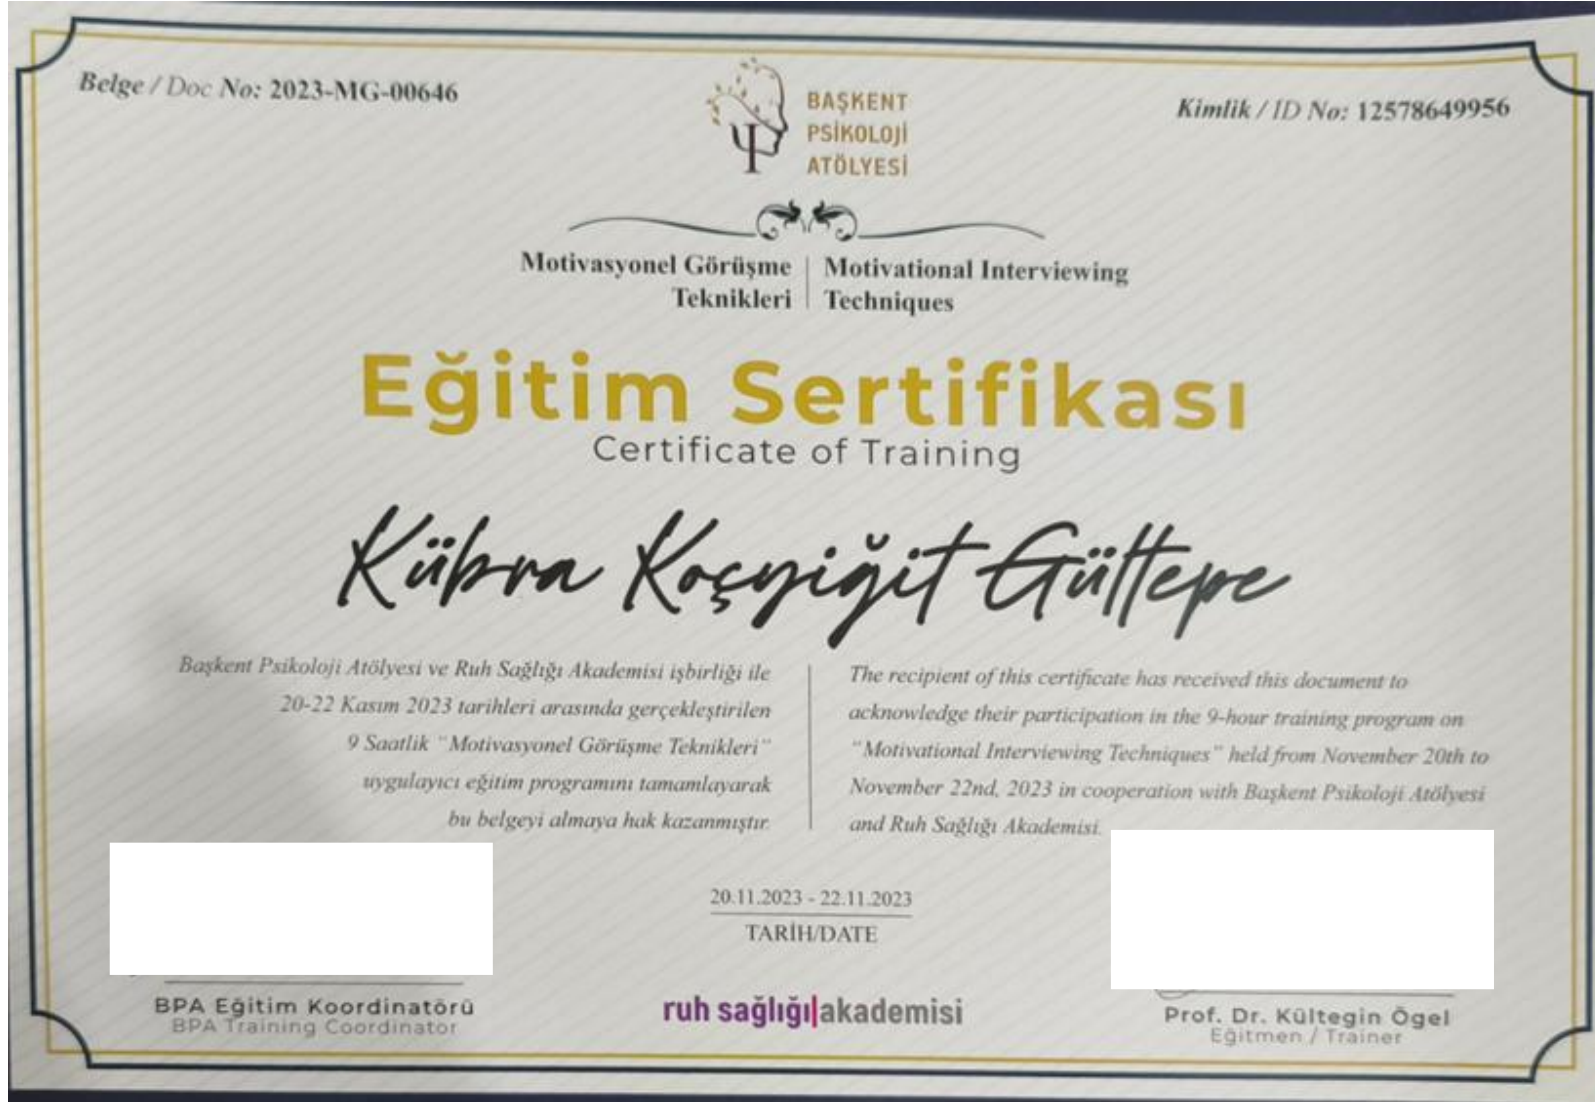 Belge / Doc No: 2023-MG-00646
Kimlik / ID No: 12578649956
BAŞKENT
PSİKOLOJİ
ATÖLYESİ
Motivasyonel Görüşme
Teknikleri
Motivational Interviewing
Techniques
Eğitim Sertifikası
Certificate of Training
Kübra Koçyiğit Gültepe
Başkent Psikoloji Atölyesi ve Ruh Sağlığı Akademisi işbirliği ile
20-22 Kasım 2023 tarihleri arasında gerçekleştirilen
9 Saatlik "Motivasyonel Görüşme Teknikleri"
uygulayıcı eğitim programını tamamlayarak
bu belgeyi almaya hak kazanmıştır.
The recipient of this certificate has received this document to
acknowledge their participation in the 9-hour training program on
"Motivational Interviewing Techniques" held from November 20th to
November 22nd, 2023 in cooperation with Başkent Psikoloji Atölyesi
and Ruh Sağlığı Akademisi.
20.11.2023 - 22.11.2023
TARİH/DATE
BPA Eğitim Koordinatörü
BPA Training Coordinator
ruh sağlığı|akademisi
Prof. Dr. Kültegin Ögel
Eğitmen / Trainer